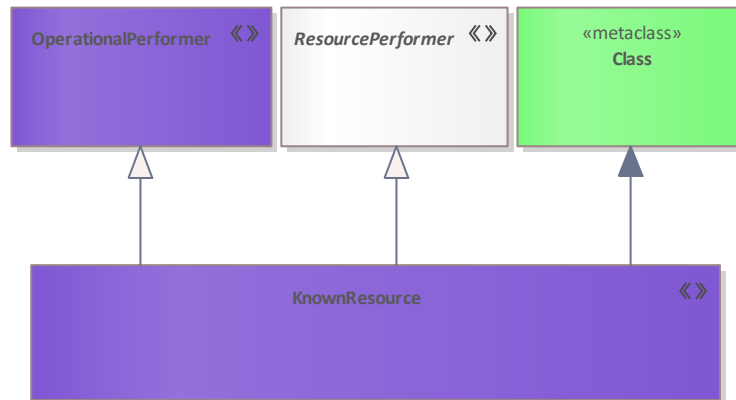 OperationalPerformer «»
ResourcePerformer «»
«metaclass»
Class
KnownResource «»